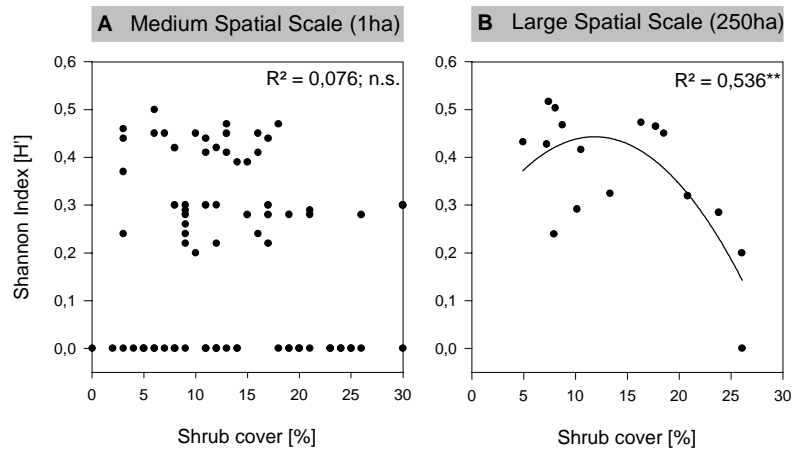 A Medium Spatial Scale (1ha)
B Large Spatial Scale (250ha)
R² = 0,076; n.s.
R² = 0,536**
Shannon Index [H']
0,6
0,5
0,4
0,3
0,2
0,1
0,0
0 5 10 15 20 25 30
Shrub cover [%]
0,6
0,5
0,4
0,3
0,2
0,1
0,0
0 5 10 15 20 25 30
Shrub cover [%]